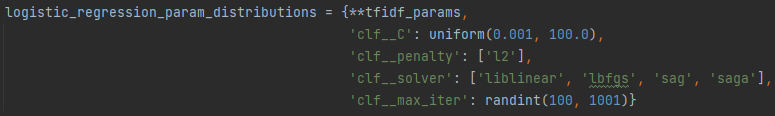 logistic_regression_param_distributions = {**tfidf_params,
'clf__C': uniform(0.001, 100.0),
'clf__penalty': ['l2'],
'clf__solver': ['liblinear', 'lbfgs', 'sag', 'saga'],
'clf__max_iter': randint(100, 1001)}